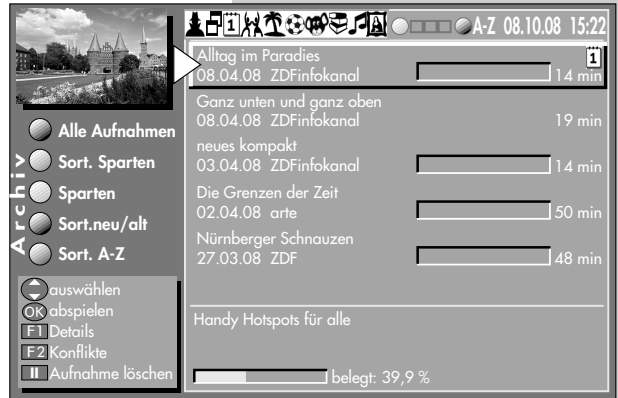 1
A-Z 08.10.08 15:22
Alltag im Paradies
1
08.04.08 ZDFinfokanal
14 min
Ganz unten und ganz oben
08.04.08 ZDFinfokanal
19 min
neues kompakt
03.04.08 ZDFinfokanal
14 min
Die Grenzen der Zeit
02.04.08 arte
50 min
Nürnberger Schnauzen
27.03.08 ZDF
48 min
Handy Hotspots für alle
belegt: 39,9 %
Archiv
Alle Aufnahmen
Sort. Sparten
Sparten
Sort.neu/alt
Sort. A-Z
auswählen
OK abspielen
F1 Details
F2 Konflikte
II Aufnahme löschen